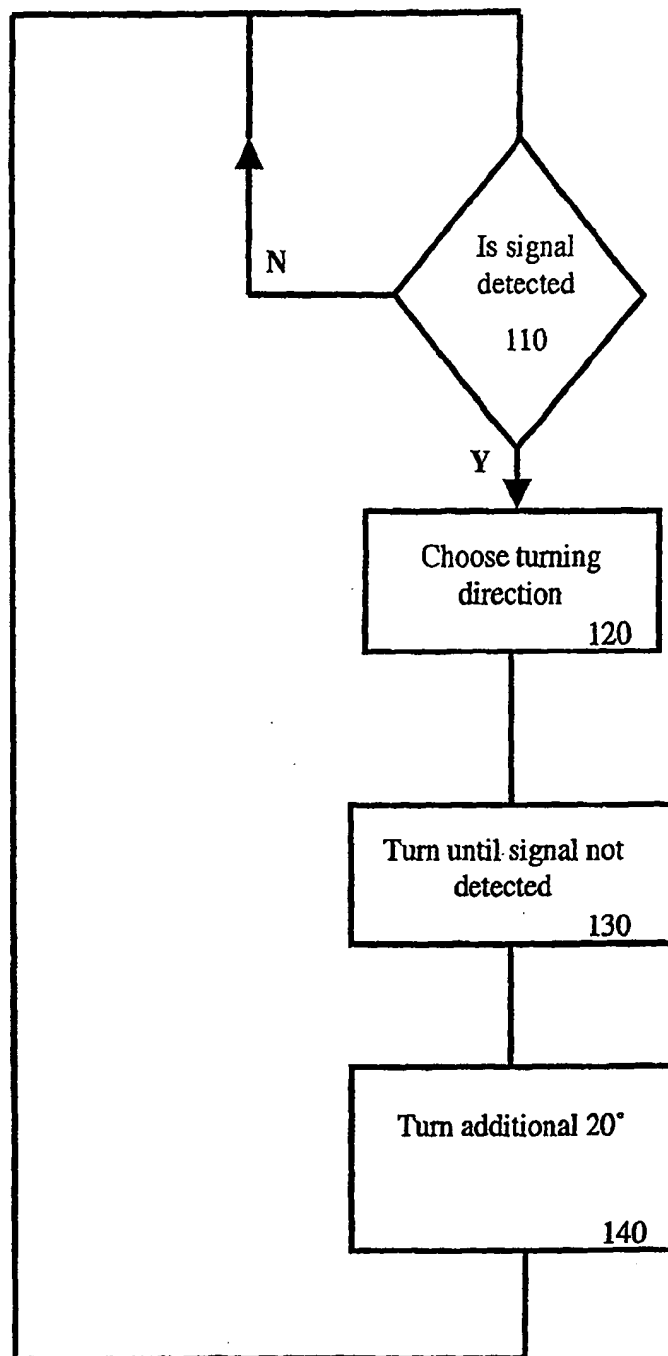 Is signal
detected
110
N
Y
Choose turning
direction
120
Turn until signal not
detected
130
Turn additional 20°
140